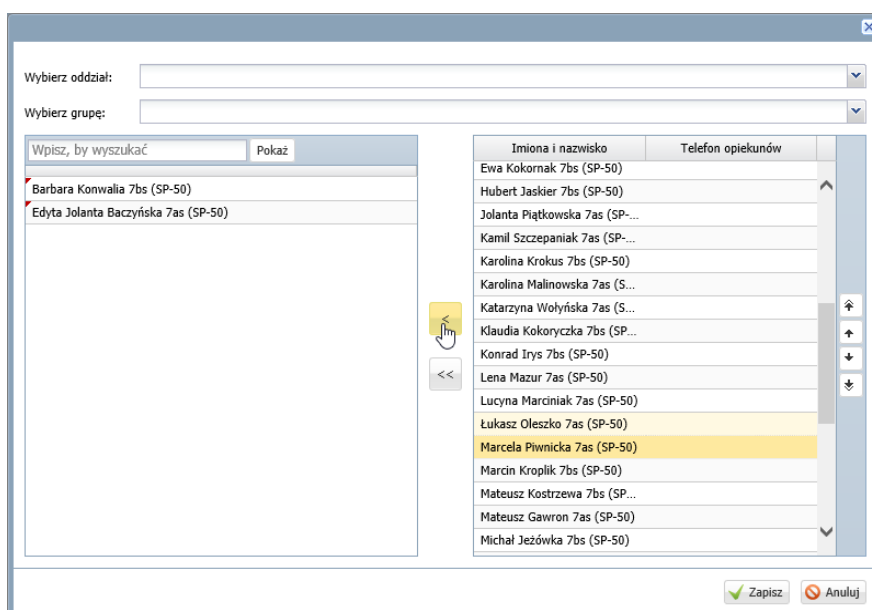 Wybierz oddział:
Wybierz grupę:
Wpisz, by wyszukać
Pokaż
Barbara Konwalia 7bs (SP-50)
Edyta Jolanta Baczyńska 7as (SP-50)
<
<<
Imiona i nazwisko Telefon opiekunów
Ewa Kokornak 7bs (SP-50)
Hubert Jaskier 7bs (SP-50)
Jolanta Piątkowska 7as (SP-...
Kamil Szczepaniak 7as (SP-...
Karolina Krokus 7bs (SP-50)
Karolina Malinowska 7as (S...
Katarzyna Wołyńska 7as (S...
Klaudia Kokoryczka 7bs (SP...
Konrad Irys 7bs (SP-50)
Lena Mazur 7as (SP-50)
Lucyna Marciniak 7as (SP-50)
Łukasz Oleszko 7as (SP-50)
Marcela Piwnicka 7as (SP-50)
Marcin Kroplik 7bs (SP-50)
Mateusz Kostrzewa 7bs (SP...
Mateusz Gawron 7as (SP-50)
Michał Jeżówka 7bs (SP-50)
Zapisz
Anuluj